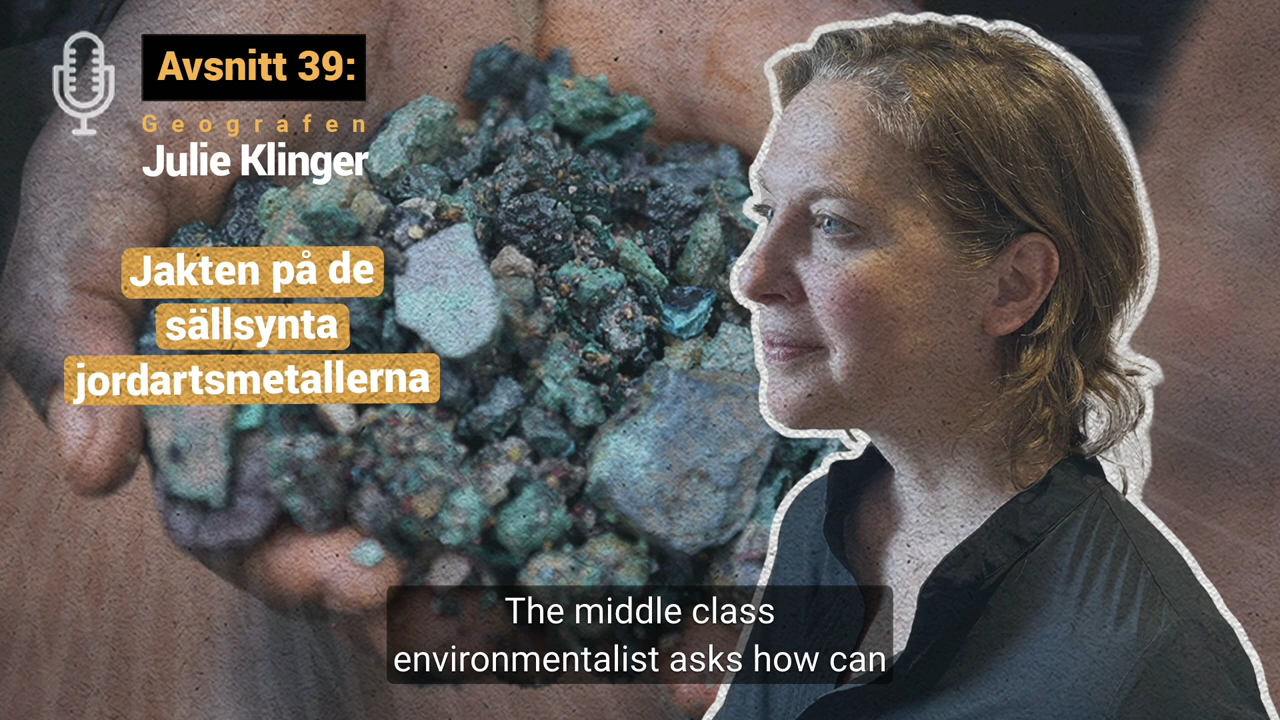 Avsnitt 39:
Geografen
Julie Klinger
Jakten på de
sällsynta
jordartsmetallerna
The middle class
environmentalist asks how can